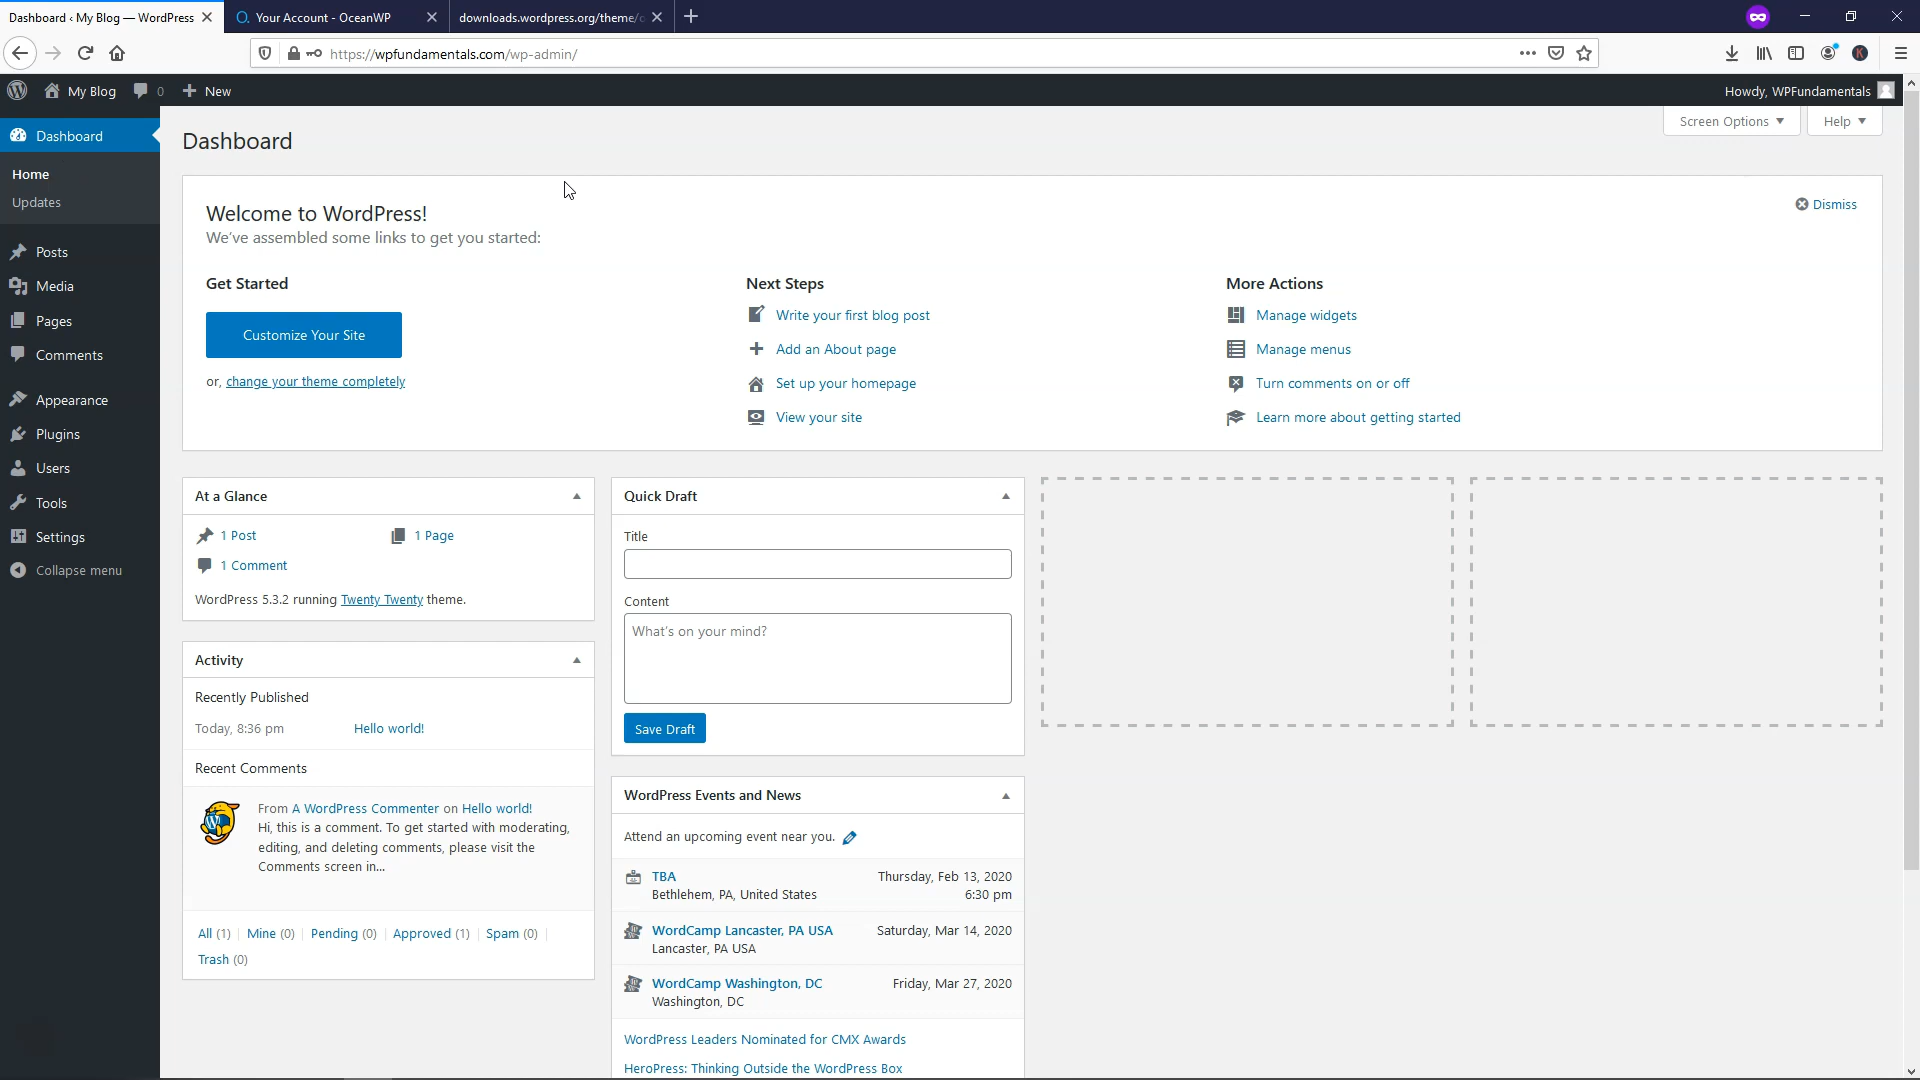 Dashboard ‹ My Blog — WordPress
Your Account - OceanWP
downloads.wordpress.org/theme/o
https://wpfundamentals.com/wp-admin/
My Blog
0
New
Howdy, WPFundamentals
Dashboard
Home
Updates
Posts
Media
Pages
Comments
Appearance
Plugins
Users
Tools
Settings
Collapse menu
Dashboard
Screen Options
Help
Welcome to WordPress!
We've assembled some links to get you started:
Dismiss
Get Started
Customize Your Site
or, change your theme completely
Next Steps
Write your first blog post
Add an About page
Set up your homepage
View your site
More Actions
Manage widgets
Manage menus
Turn comments on or off
Learn more about getting started
At a Glance
1 Post
1 Page
1 Comment
WordPress 5.3.2 running Twenty Twenty theme.
Activity
Recently Published
Today, 8:36 pm
Hello world!
Recent Comments
From A WordPress Commenter on Hello world!
Hi, this is a comment. To get started with moderating,
editing, and deleting comments, please visit the
Comments screen in...
All (1)
Mine (0)
Pending (0)
Approved (1)
Spam (0)
Trash (0)
Quick Draft
Title
Content
What's on your mind?
Save Draft
WordPress Events and News
Attend an upcoming event near you.
TBA
Thursday, Feb 13, 2020
Bethlehem, PA, United States
6:30 pm
WordCamp Lancaster, PA USA
Saturday, Mar 14, 2020
Lancaster, PA USA
WordCamp Washington, DC
Friday, Mar 27, 2020
Washington, DC
WordPress Leaders Nominated for CMX Awards
HeroPress: Thinking Outside the WordPress Box